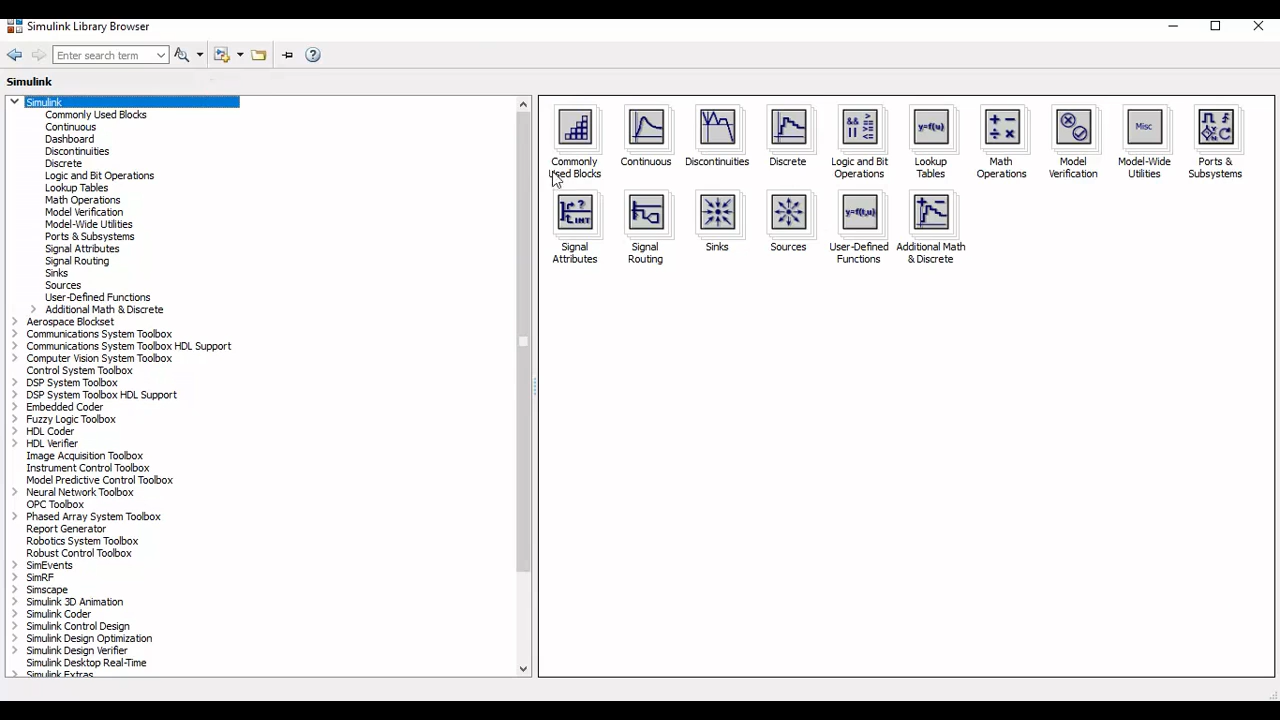 Simulink Library Browser
Enter search term
Simulink
Simulink
Commonly Used Blocks
Continuous
Dashboard
Discontinuities
Discrete
Logic and Bit Operations
Lookup Tables
Math Operations
Model Verification
Model-Wide Utilities
Ports & Subsystems
Signal Attributes
Signal Routing
Sinks
Sources
User-Defined Functions
Additional Math & Discrete
Aerospace Blockset
Communications System Toolbox
Communications System Toolbox HDL Support
Computer Vision System Toolbox
Control System Toolbox
DSP System Toolbox
DSP System Toolbox HDL Support
Embedded Coder
Fuzzy Logic Toolbox
HDL Coder
HDL Verifier
Image Acquisition Toolbox
Instrument Control Toolbox
Model Predictive Control Toolbox
Neural Network Toolbox
OPC Toolbox
Phased Array System Toolbox
Report Generator
Robotics System Toolbox
Robust Control Toolbox
SimEvents
SimRF
Simscape
Simulink 3D Animation
Simulink Coder
Simulink Control Design
Simulink Design Optimization
Simulink Design Verifier
Simulink Desktop Real-Time
Simulink Extras
&& >=
|| 
y=f(u)
+ −
÷ ×
Misc
Commonly Continuous Discontinuities Discrete Logic and Bit Lookup Math Model Model-Wide Ports &
Used Blocks Operations Tables Operations Verification Utilities Subsystems
?
INT
y=f(t,u)
Signal Signal Sinks Sources User-Defined Additional Math
Attributes Routing Functions & Discrete